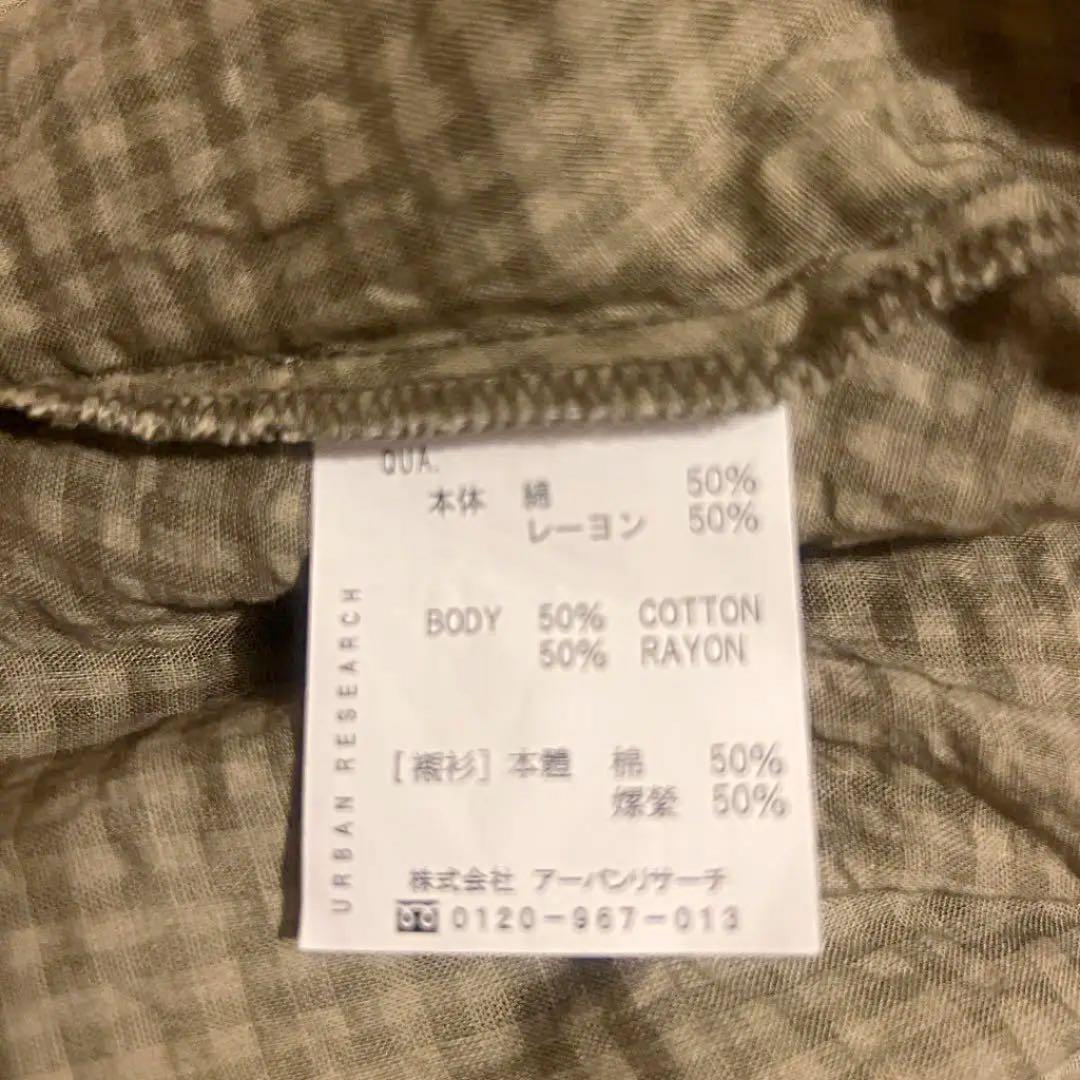 QUA.
本体 綿 50%
レーヨン 50%
BODY 50% COTTON
50% RAYON
[襯衫] 本體 棉 50%
嫘縈 50%
株式会社 アーバンリサーチ
0120-967-013
URBAN RESEARCH